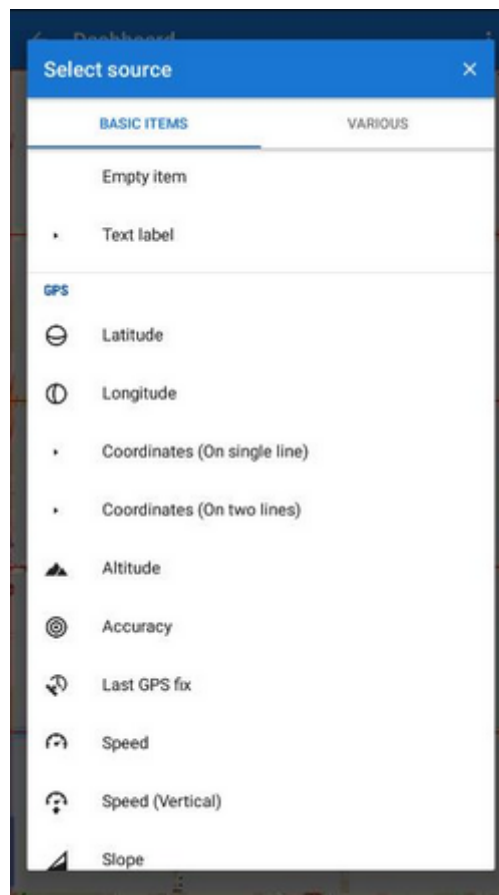 Dashboard
Select source
BASIC ITEMS
VARIOUS
Empty item
Text label
GPS
Latitude
Longitude
Coordinates (On single line)
Coordinates (On two lines)
Altitude
Accuracy
Last GPS fix
Speed
Speed (Vertical)
Slope